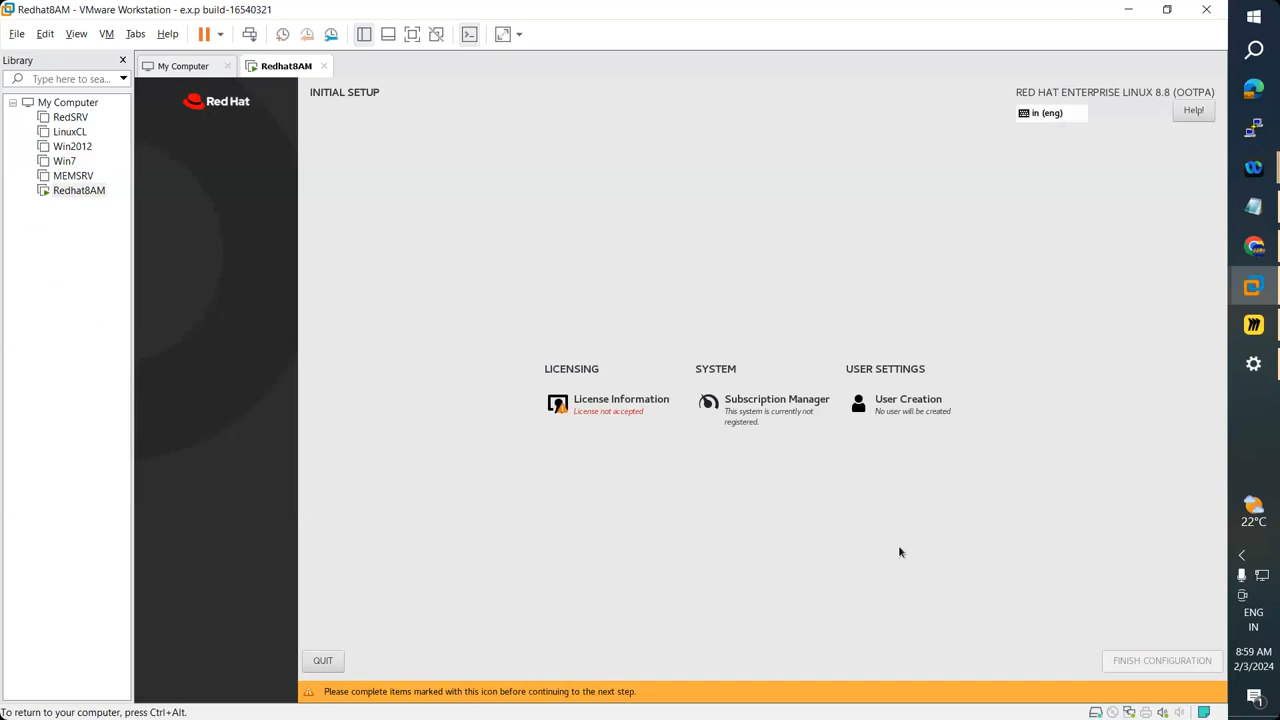 Redhat8AM - VMware Workstation - e.x.p build-16540321
File Edit View VM Tabs Help
Library
Type here to sea...
My Computer
RedSRV
LinuxCL
Win2012
Win7
MEMSRV
Redhat8AM
My Computer
Redhat8AM
Red Hat
INITIAL SETUP
RED HAT ENTERPRISE LINUX 8.8 (OOTPA)
in (eng)
Help!
LICENSING
License Information
License not accepted
SYSTEM
Subscription Manager
This system is currently not
registered.
USER SETTINGS
User Creation
No user will be created
QUIT
FINISH CONFIGURATION
Please complete items marked with this icon before continuing to the next step.
To return to your computer, press Ctrl+Alt.
22°C
ENG
IN
8:59 AM
2/3/2024
1